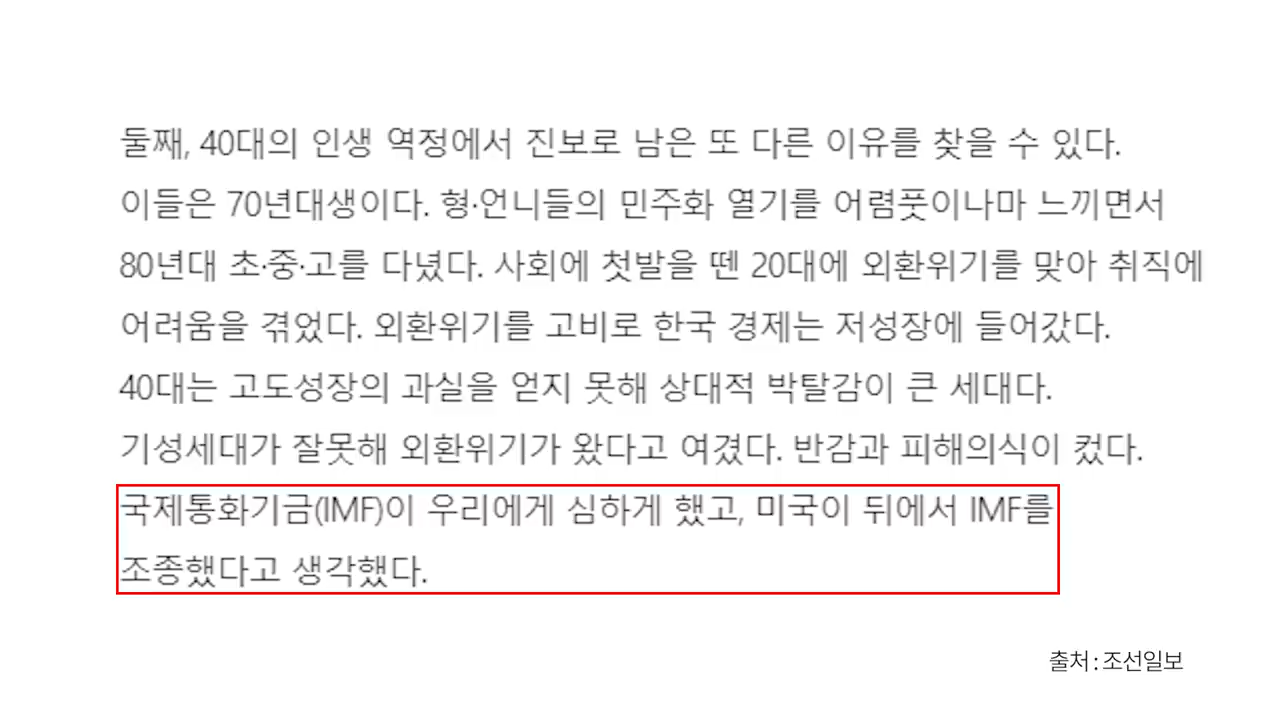 둘째, 40대의 인생 역정에서 진보로 남은 또 다른 이유를 찾을 수 있다.
이들은 70년대생이다. 형·언니들의 민주화 열기를 어렴풋이나마 느끼면서
80년대 초·중·고를 다녔다. 사회에 첫발을 뗀 20대에 외환위기를 맞아 취직에
어려움을 겪었다. 외환위기를 고비로 한국 경제는 저성장에 들어갔다.
40대는 고도성장의 과실을 얻지 못해 상대적 박탈감이 큰 세대다.
기성세대가 잘못해 외환위기가 왔다고 여겼다. 반감과 피해의식이 컸다.
국제통화기금(IMF)이 우리에게 심하게 했고, 미국이 뒤에서 IMF를
조종했다고 생각했다.
출처 : 조선일보